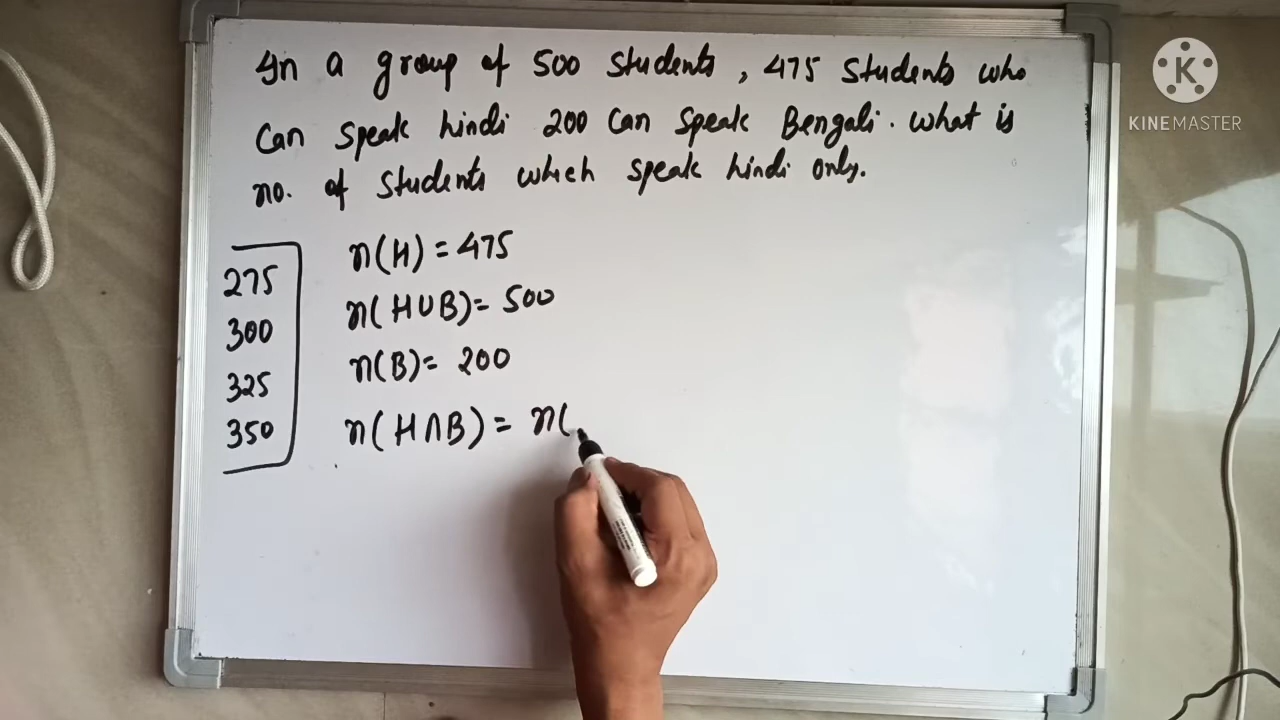 In a group of 500 students, 475 students who
can speak hindi 200 can speak Bengali. what is
no. of students which speak hindi only.
275
300
325
350
n(H) = 475
n(H∪B) = 500
n(B) = 200
n(H∩B) = n(
K
KINEMASTER